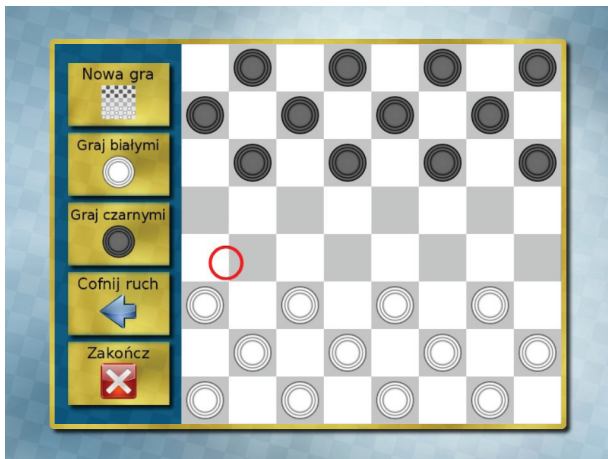 Nowa gra
Graj białymi
Graj czarnymi
Cofnij ruch
Zakończ